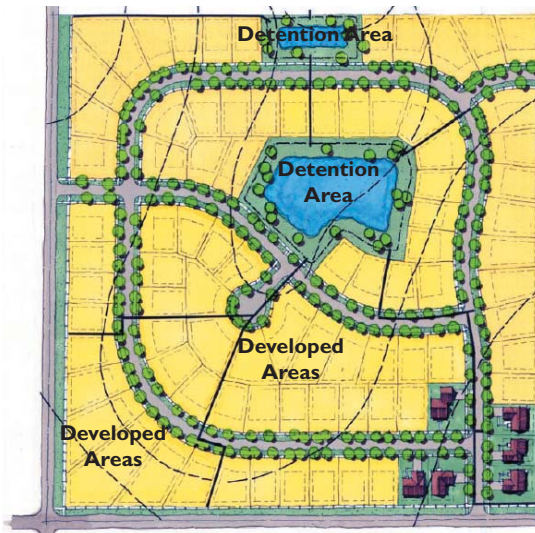 Detention Area
Detention
Area
Developed
Areas
Developed
Areas